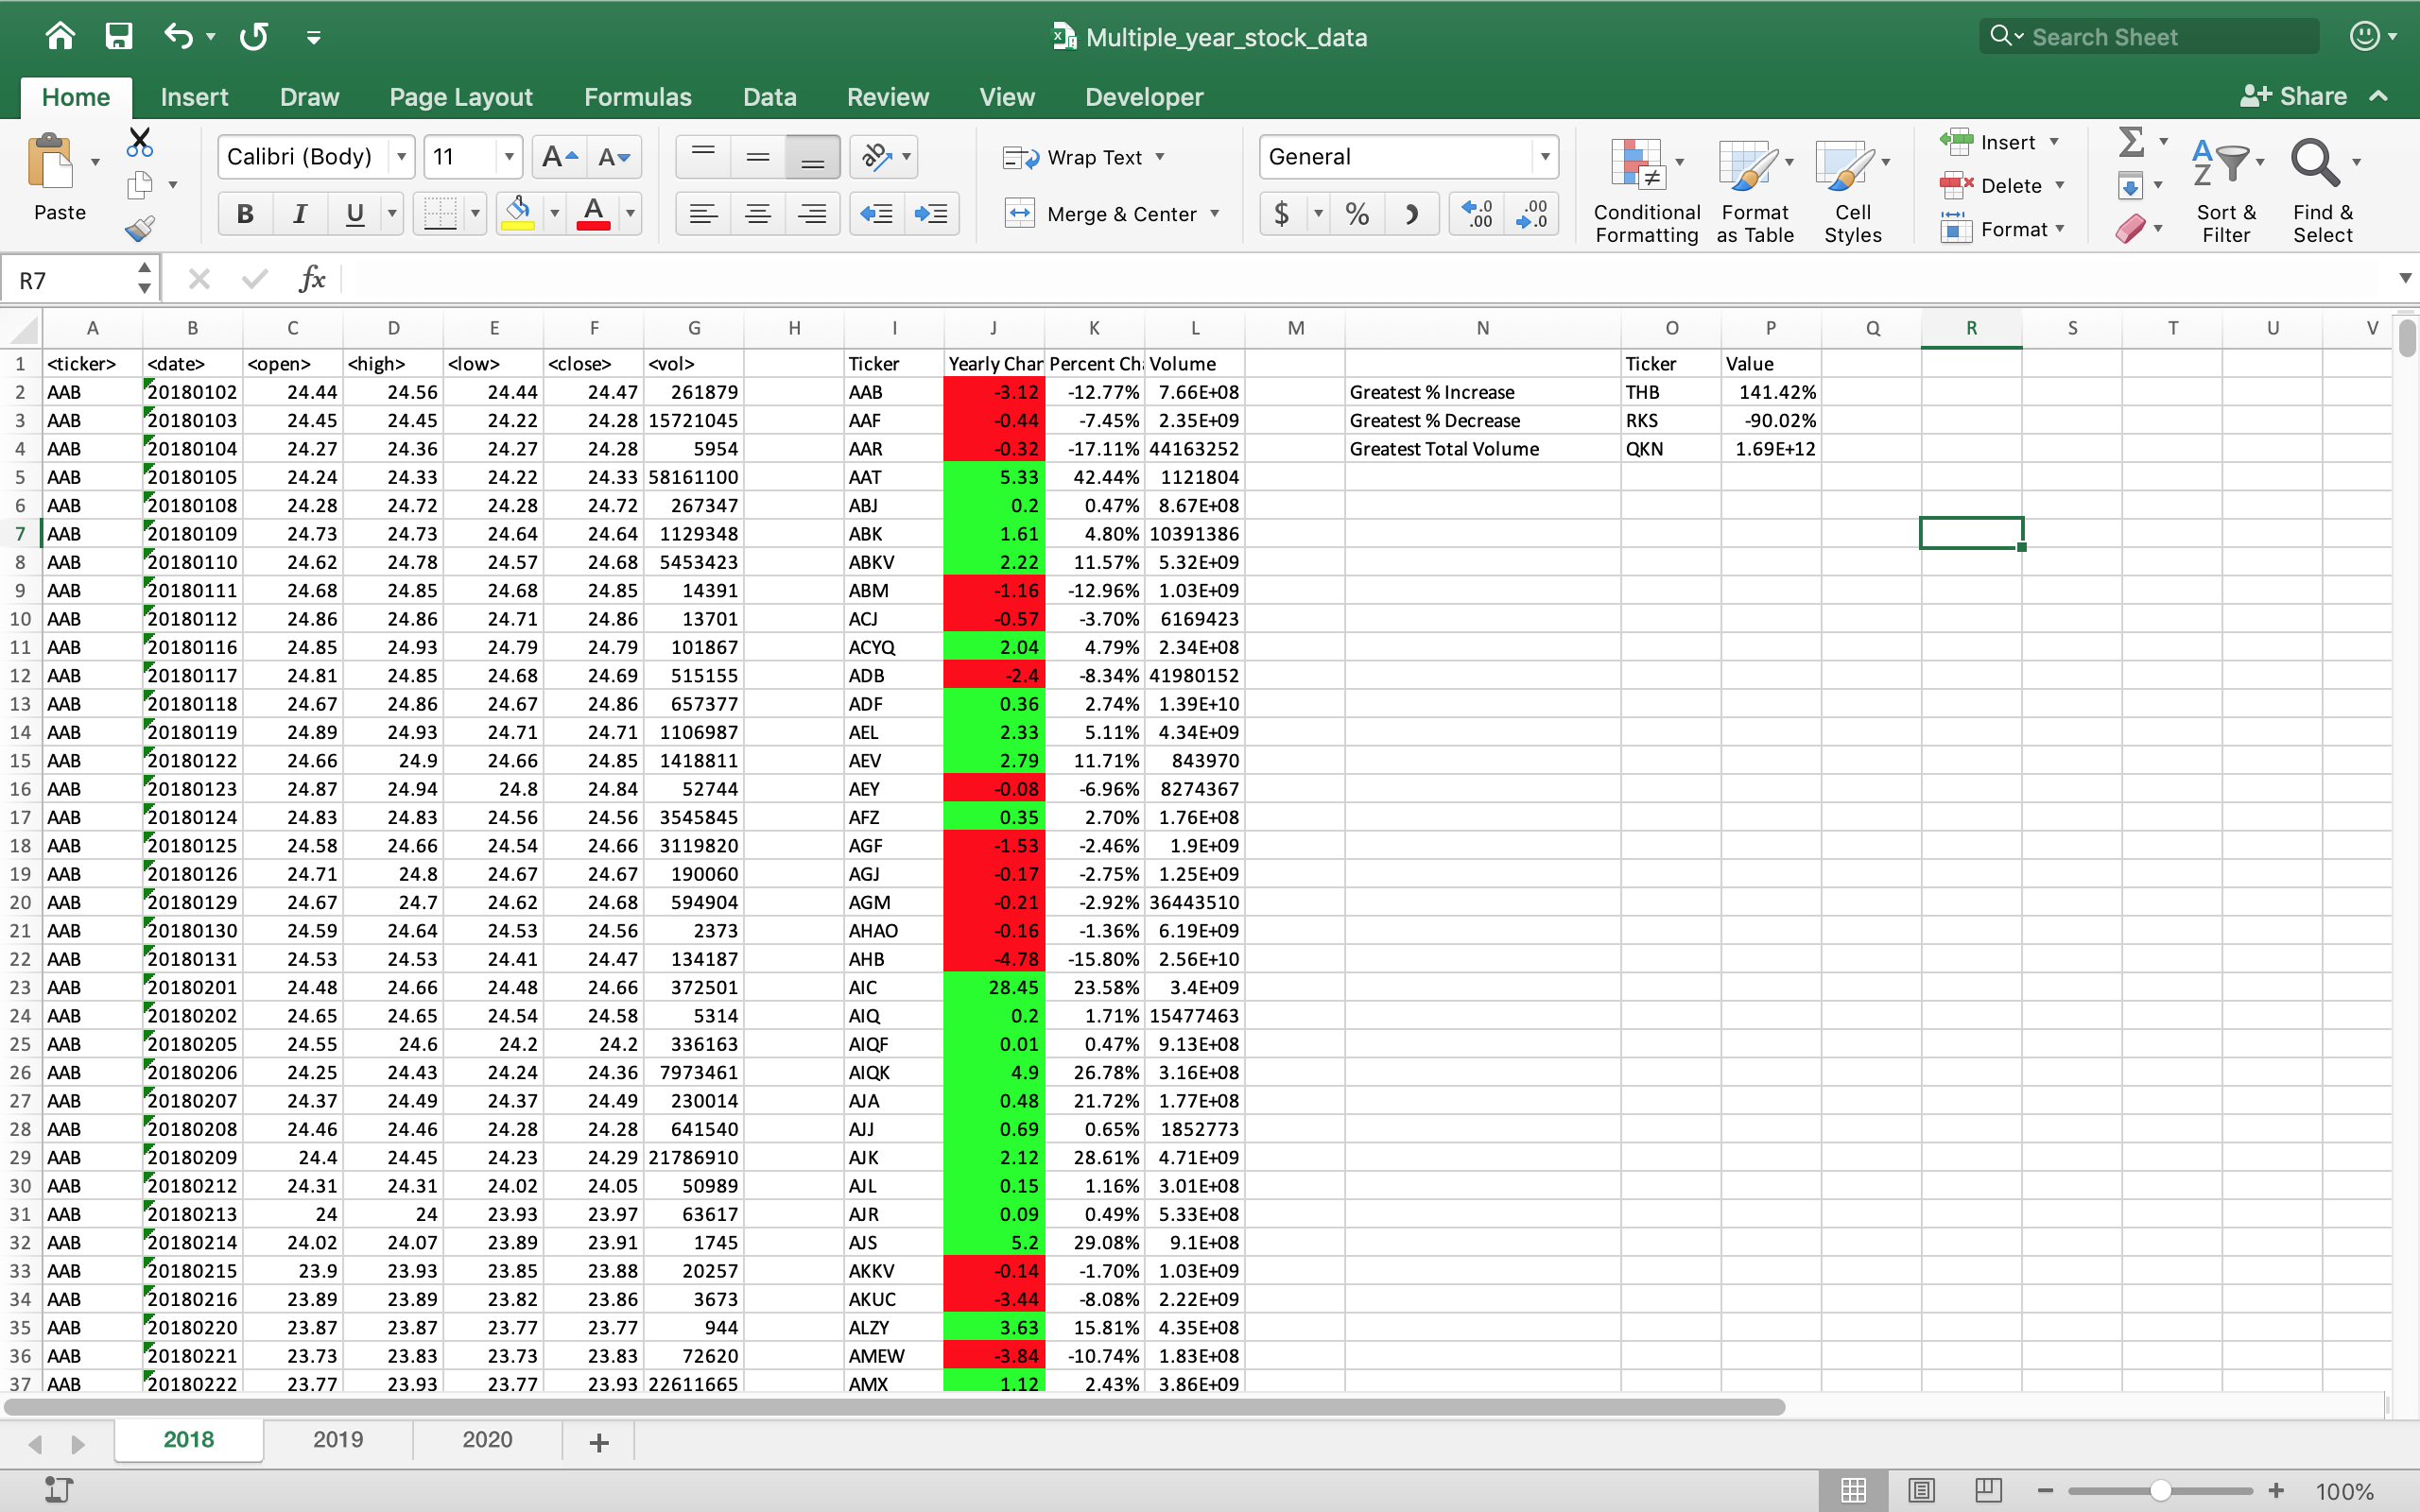 Multiple_year_stock_data
Search Sheet
Home Insert Draw Page Layout Formulas Data Review View Developer Share
Paste
Calibri (Body) 11 A A
B I U A
ab
Wrap Text
Merge & Center
General
$ % .0 .00 .00 .0
Conditional Formatting
Format as Table
Cell Styles
Insert
Delete
Format
Sort & Filter
Find & Select
R7 fx
A B C D E F G H I J K L M N O P Q R S T U V
1 <ticker> <date> <open> <high> <low> <close> <vol> Ticker Yearly Char Percent Ch Volume Ticker Value
2 AAB 20180102 24.44 24.56 24.44 24.47 261879 AAB -3.12 -12.77% 7.66E+08 Greatest % Increase THB 141.42%
3 AAB 20180103 24.45 24.45 24.22 24.28 15721045 AAF -0.44 -7.45% 2.35E+09 Greatest % Decrease RKS -90.02%
4 AAB 20180104 24.27 24.36 24.27 24.28 5954 AAR -0.32 -17.11% 44163252 Greatest Total Volume QKN 1.69E+12
5 AAB 20180105 24.24 24.33 24.22 24.33 58161100 AAT 5.33 42.44% 1121804
6 AAB 20180108 24.28 24.72 24.28 24.72 267347 ABJ 0.2 0.47% 8.67E+08
7 AAB 20180109 24.73 24.73 24.64 24.64 1129348 ABK 1.61 4.80% 10391386
8 AAB 20180110 24.62 24.78 24.57 24.68 5453423 ABKV 2.22 11.57% 5.32E+09
9 AAB 20180111 24.68 24.85 24.68 24.85 14391 ABM -1.16 -12.96% 1.03E+09
10 AAB 20180112 24.86 24.86 24.71 24.86 13701 ACJ -0.57 -3.70% 6169423
11 AAB 20180116 24.85 24.93 24.79 24.79 101867 ACYQ 2.04 4.79% 2.34E+08
12 AAB 20180117 24.81 24.85 24.68 24.69 515155 ADB -2.4 -8.34% 41980152
13 AAB 20180118 24.67 24.86 24.67 24.86 657377 ADF 0.36 2.74% 1.39E+10
14 AAB 20180119 24.89 24.93 24.71 24.71 1106987 AEL 2.33 5.11% 4.34E+09
15 AAB 20180122 24.66 24.9 24.66 24.85 1418811 AEV 2.79 11.71% 843970
16 AAB 20180123 24.87 24.94 24.8 24.84 52744 AEY -0.08 -6.96% 8274367
17 AAB 20180124 24.83 24.83 24.56 24.56 3545845 AFZ 0.35 2.70% 1.76E+08
18 AAB 20180125 24.58 24.66 24.54 24.66 3119820 AGF -1.53 -2.46% 1.9E+09
19 AAB 20180126 24.71 24.8 24.67 24.67 190060 AGJ -0.17 -2.75% 1.25E+09
20 AAB 20180129 24.67 24.7 24.62 24.68 594904 AGM -0.21 -2.92% 36443510
21 AAB 20180130 24.59 24.64 24.53 24.56 2373 AHAO -0.16 -1.36% 6.19E+09
22 AAB 20180131 24.53 24.53 24.41 24.47 134187 AHB -4.78 -15.80% 2.56E+10
23 AAB 20180201 24.48 24.66 24.48 24.66 372501 AIC 28.45 23.58% 3.4E+09
24 AAB 20180202 24.65 24.65 24.54 24.58 5314 AIQ 0.2 1.71% 15477463
25 AAB 20180205 24.55 24.6 24.2 24.2 336163 AIQF 0.01 0.47% 9.13E+08
26 AAB 20180206 24.25 24.43 24.24 24.36 7973461 AIQK 4.9 26.78% 3.16E+08
27 AAB 20180207 24.37 24.49 24.37 24.49 230014 AJA 0.48 21.72% 1.77E+08
28 AAB 20180208 24.46 24.46 24.28 24.28 641540 AJJ 0.69 0.65% 1852773
29 AAB 20180209 24.4 24.45 24.23 24.29 21786910 AJK 2.12 28.61% 4.71E+09
30 AAB 20180212 24.31 24.31 24.02 24.05 50989 AJL 0.15 1.16% 3.01E+08
31 AAB 20180213 24 24 23.93 23.97 63617 AJR 0.09 0.49% 5.33E+08
32 AAB 20180214 24.02 24.07 23.89 23.91 1745 AJS 5.2 29.08% 9.1E+08
33 AAB 20180215 23.9 23.93 23.85 23.88 20257 AKKV -0.14 -1.70% 1.03E+09
34 AAB 20180216 23.89 23.89 23.82 23.86 3673 AKUC -3.44 -8.08% 2.22E+09
35 AAB 20180220 23.87 23.87 23.77 23.77 944 ALZY 3.63 15.81% 4.35E+08
36 AAB 20180221 23.73 23.83 23.73 23.83 72620 AMEW -3.84 -10.74% 1.83E+08
37 AAB 20180222 23.77 23.93 23.77 23.93 22611665 AMX 1.12 2.43% 3.86E+09
2018 2019 2020 +
100%